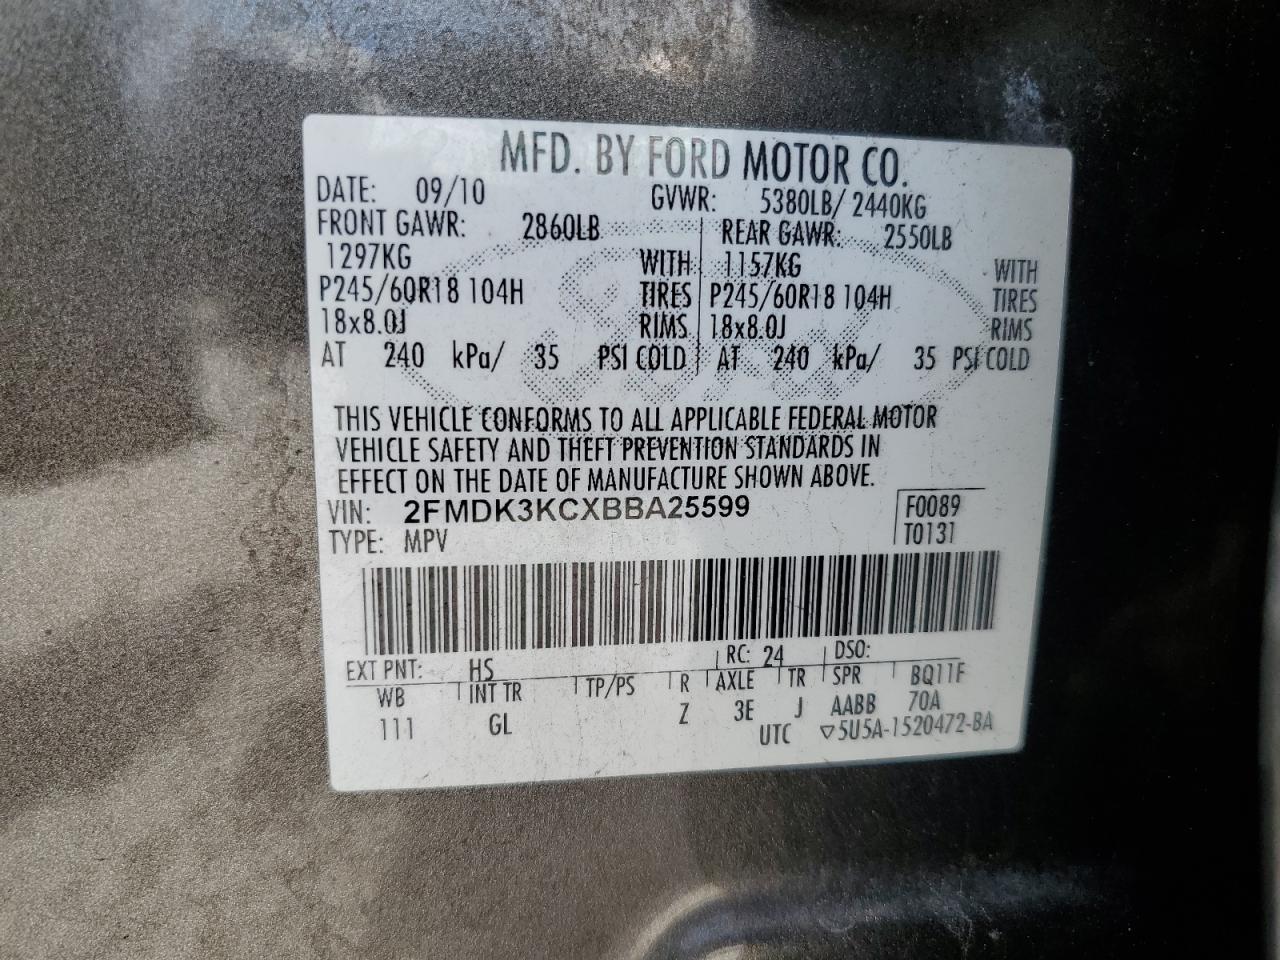 MFD. BY FORD MOTOR CO.
DATE: 09/10 GVWR: 5380LB/ 2440KG
FRONT GAWR: 2860LB REAR GAWR: 2550LB
1297KG WITH 1157KG WITH
P245/60R18 104H TIRES P245/60R18 104H TIRES
18x8.0J RIMS 18x8.0J RIMS
AT 240 kPa/ 35 PSI COLD AT 240 kPa/ 35 PSI COLD
THIS VEHICLE CONFORMS TO ALL APPLICABLE FEDERAL MOTOR
VEHICLE SAFETY AND THEFT PREVENTION STANDARDS IN
EFFECT ON THE DATE OF MANUFACTURE SHOWN ABOVE.
VIN: 2FMDK3KCXBBA25599 F0089
TYPE: MPV T0131
EXT PNT: HS RC: 24 DSO:
WB INT TR TP/PS R AXLE TR SPR BQ11F
111 GL Z 3E J AABB 70A
UTC ▽5U5A-1520472-BA